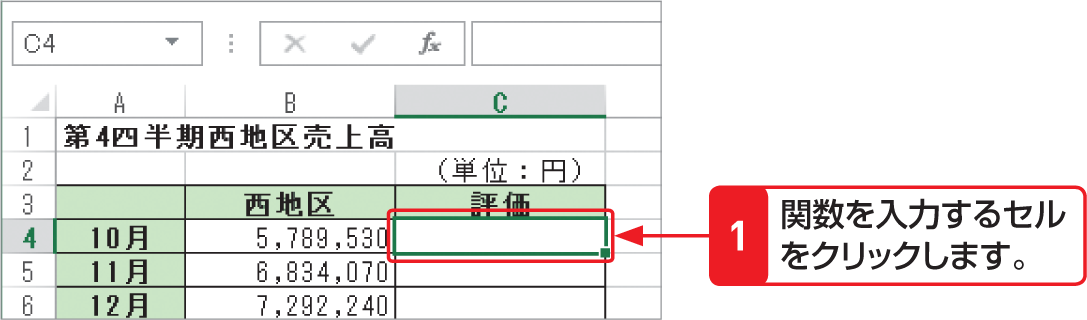 C4 fx
A B C
1 第4四半期西地区売上高
2 （単位：円）
3 西地区 評価
4 10月 5,789,530
5 11月 6,834,070
6 12月 7,292,240
1 関数を入力するセル
をクリックします。